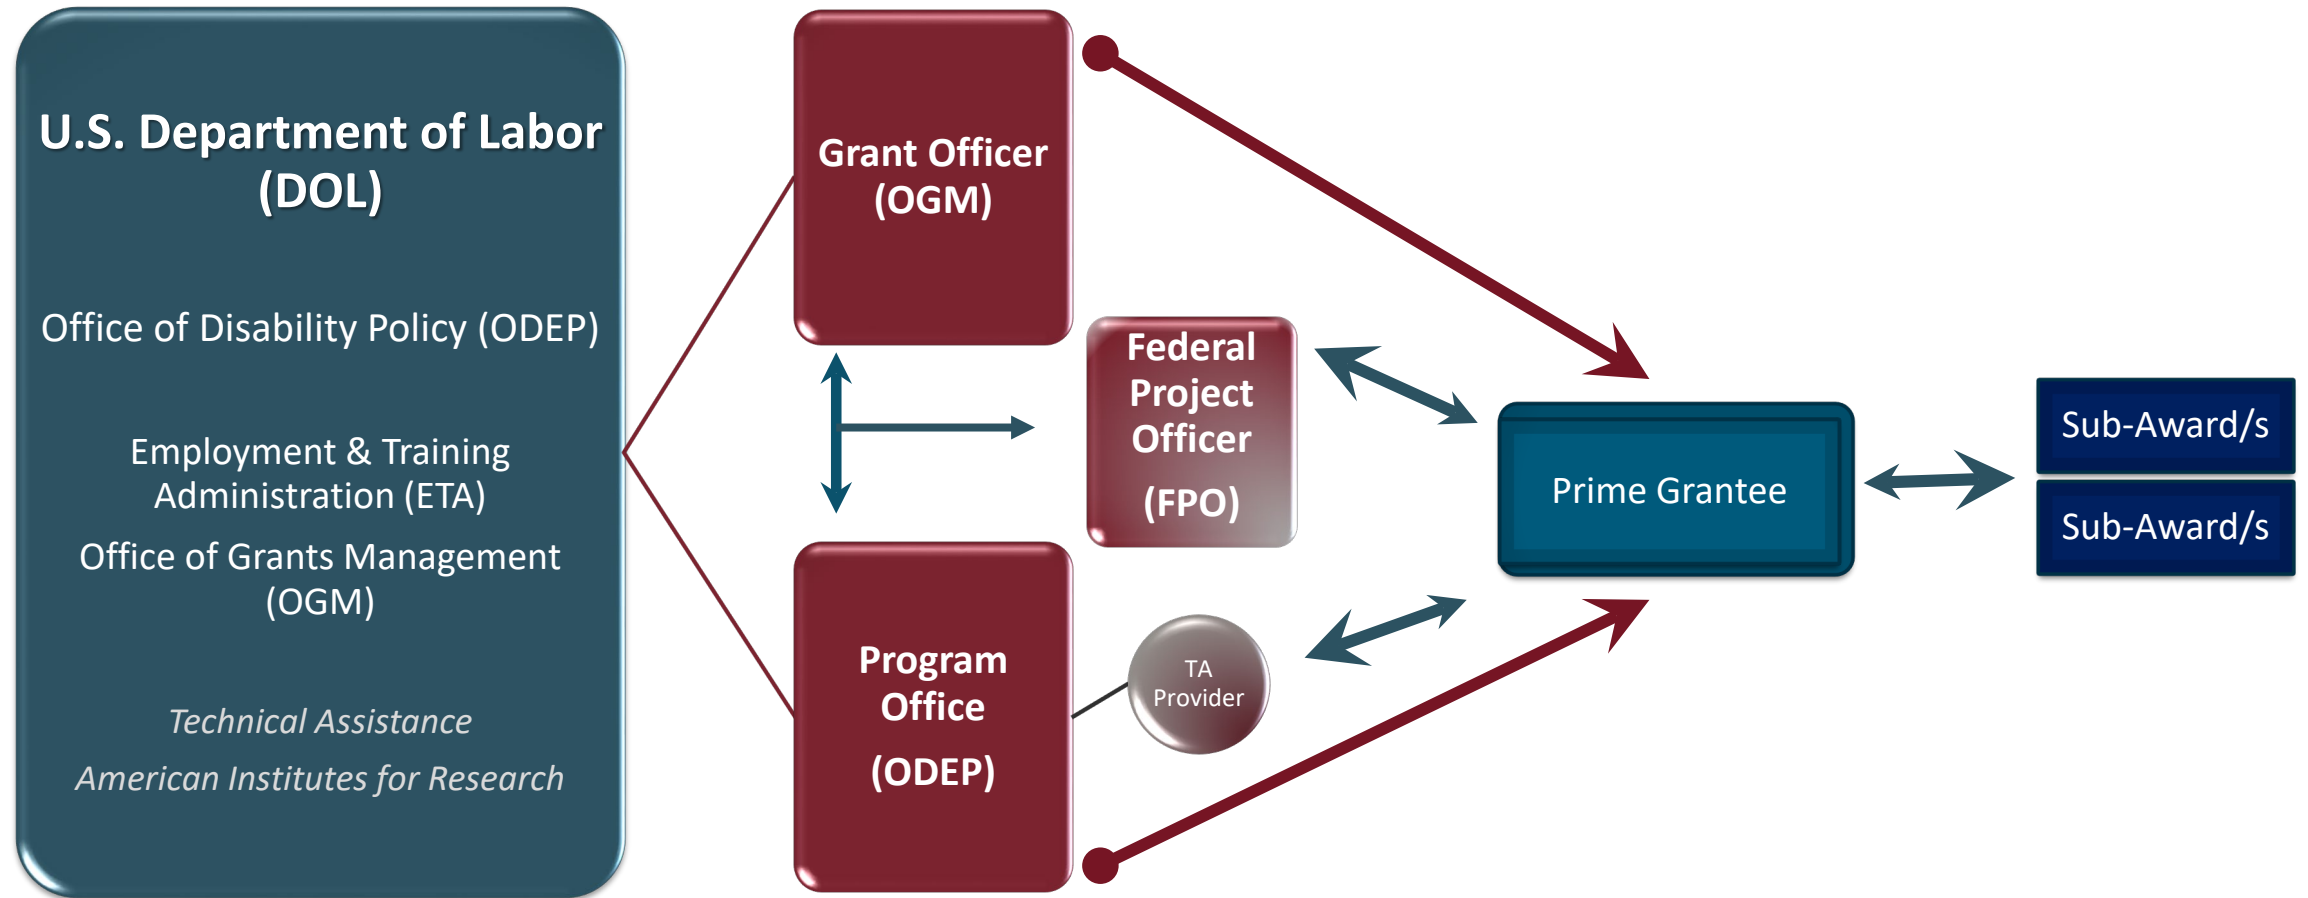 U.S. Department of Labor
(DOL)
Office of Disability Policy (ODEP)
Employment & Training
Administration (ETA)
Office of Grants Management
(OGM)
Technical Assistance
American Institutes for Research
Grant Officer
(OGM)
Federal
Project
Officer
(FPO)
Program
Office
(ODEP)
TA
Provider
Prime Grantee
Sub-Award/s
Sub-Award/s